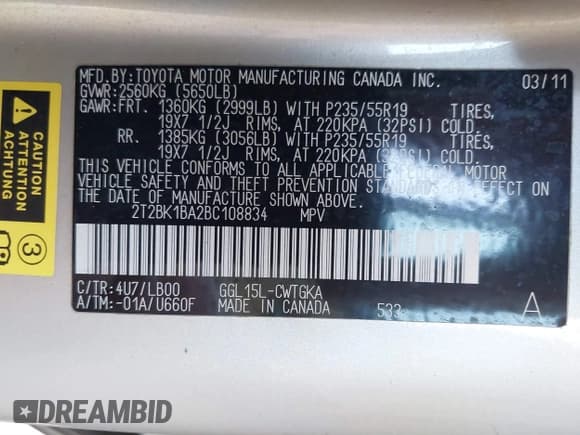 MFD.BY:TOYOTA MOTOR MANUFACTURING CANADA INC. 03/11
GVWR:2560KG (5650LB)
GAWR:FRT. 1360KG (2999LB) WITH P235/55R19 TIRES,
19X7 1/2J RIMS, AT 220KPA (32PSI) COLD.
RR. 1385KG (3056LB) WITH P235/55R19 TIRES,
19X7 1/2J RIMS, AT 220KPA COLD.
THIS VEHICLE CONFORMS TO ALL APPLICABLE FEDERAL MOTOR
VEHICLE SAFETY AND THEFT PREVENTION STANDARDS IN EFFECT ON
THE DATE OF MANUFACTURE SHOWN ABOVE.
2T2BK1BA2BC108834 MPV
C/TR:4U7/LB00 GGL15L-CWTGKA
A/TM:-01A/U660F MADE IN CANADA 533 A
CAUTION
ATTENTION
ACHTUNG
3
DREAMBID